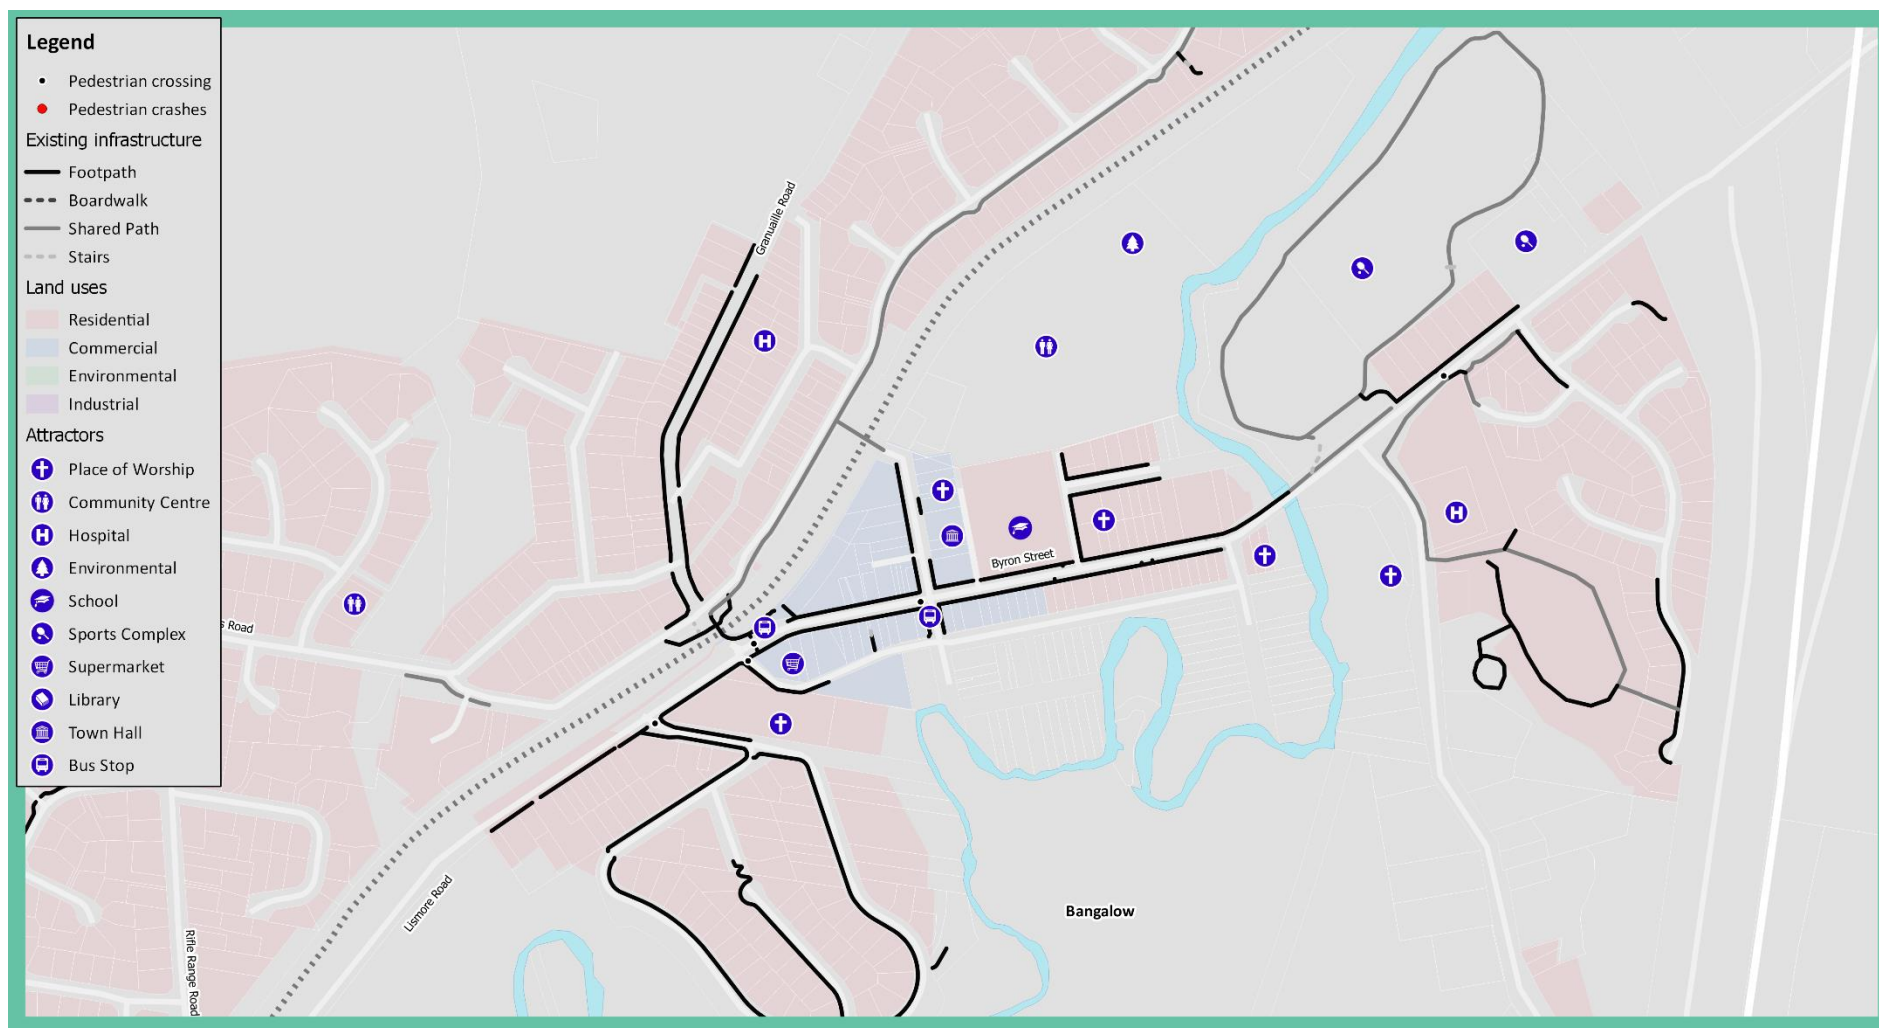 Legend
Pedestrian crossing
Pedestrian crashes
Existing infrastructure
Footpath
Boardwalk
Shared Path
Stairs
Land uses
Residential
Commercial
Environmental
Industrial
Attractors
Place of Worship
Community Centre
Hospital
Environmental
School
Sports Complex
Supermarket
Library
Town Hall
Bus Stop
Granuaille Road
Byron Street
s Road
Lismore Road
Rifle Range Road
Bangalow